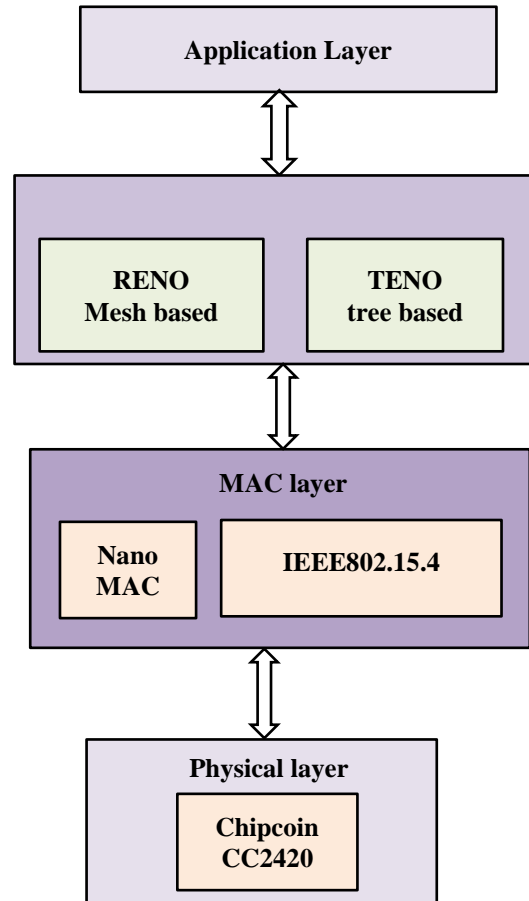 Application Layer
RENO
Mesh based
TENO
tree based
MAC layer
Nano
MAC
IEEE802.15.4
Physical layer
Chipcoin
CC2420